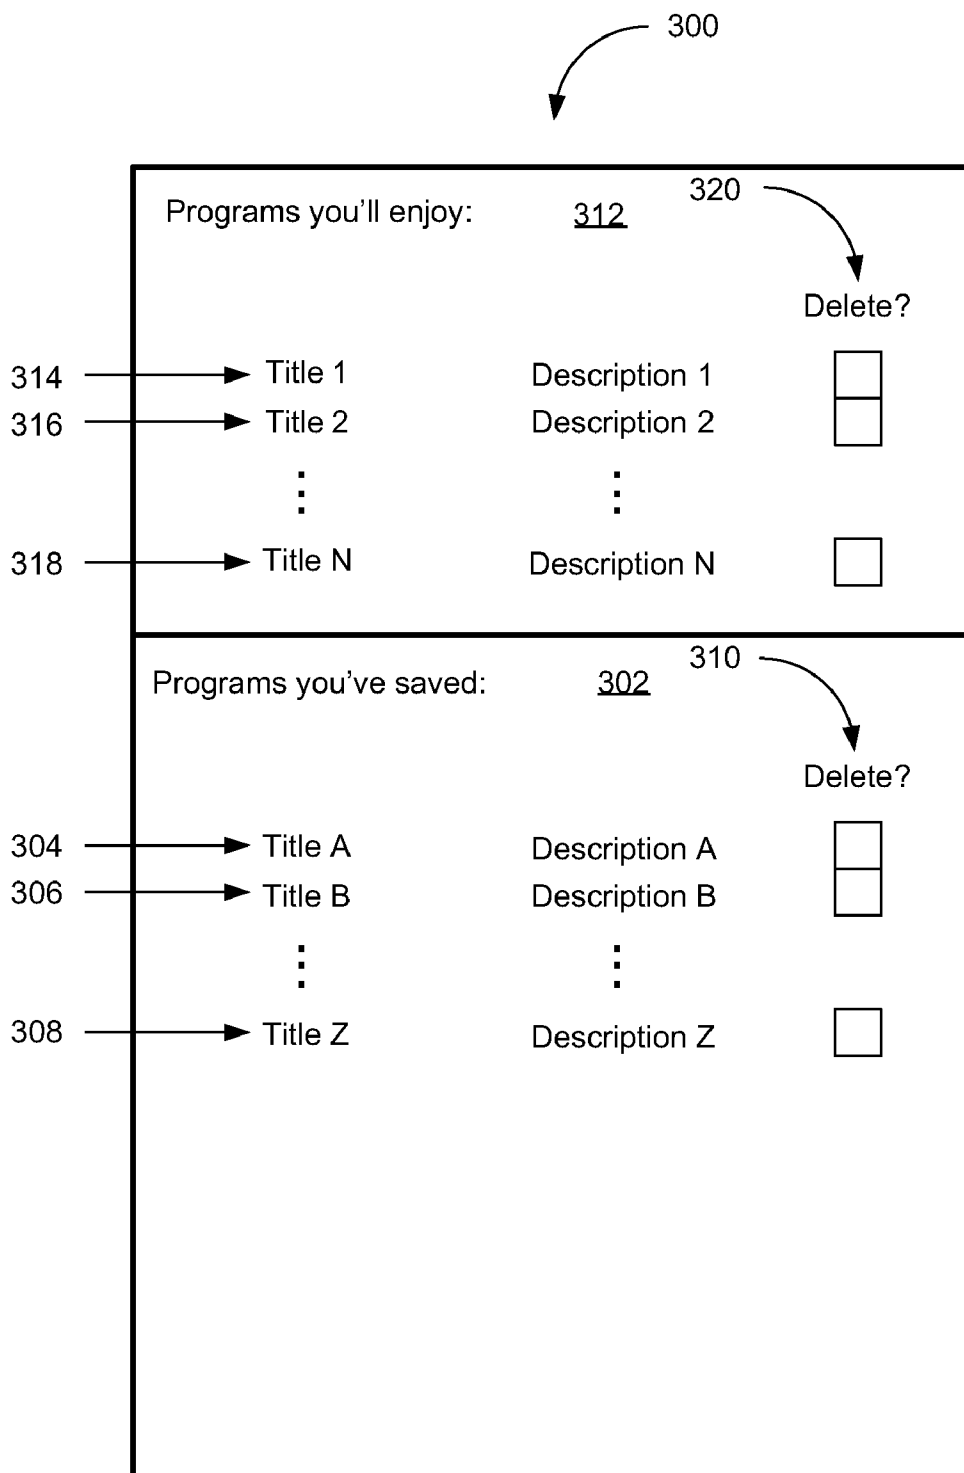 300
Programs you'll enjoy: 312 320
Delete?
314 Title 1 Description 1
316 Title 2 Description 2
318 Title N Description N
Programs you've saved: 302 310
Delete?
304 Title A Description A
306 Title B Description B
308 Title Z Description Z